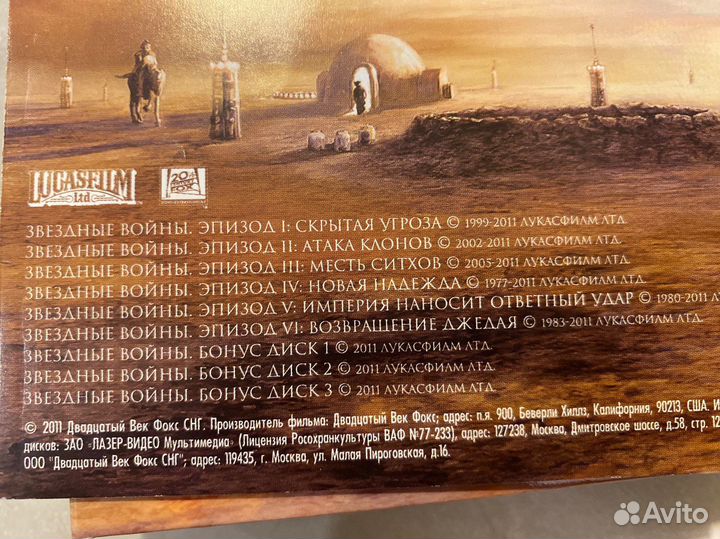 LUCASFILM
Ltd
20th
CENTURY
FOX
ЗВЕЗДНЫЕ ВОЙНЫ. ЭПИЗОД I: СКРЫТАЯ УГРОЗА © 1999-2011 ЛУКАСФИЛМ ЛТД.
ЗВЕЗДНЫЕ ВОЙНЫ. ЭПИЗОД II: АТАКА КЛОНОВ © 2002-2011 ЛУКАСФИЛМ ЛТД.
ЗВЕЗДНЫЕ ВОЙНЫ. ЭПИЗОД III: МЕСТЬ СИТХОВ © 2005-2011 ЛУКАСФИЛМ ЛТД.
ЗВЕЗДНЫЕ ВОЙНЫ. ЭПИЗОД IV: НОВАЯ НАДЕЖДА © 1977-2011 ЛУКАСФИЛМ ЛТД.
ЗВЕЗДНЫЕ ВОЙНЫ. ЭПИЗОД V: ИМПЕРИЯ НАНОСИТ ОТВЕТНЫЙ УДАР © 1980-2011
ЗВЕЗДНЫЕ ВОЙНЫ. ЭПИЗОД VI: ВОЗВРАЩЕНИЕ ДЖЕДАЯ © 1983-2011 ЛУКАСФИЛМ ЛТД.
ЗВЕЗДНЫЕ ВОЙНЫ. БОНУС ДИСК 1 © 2011 ЛУКАСФИЛМ ЛТД.
ЗВЕЗДНЫЕ ВОЙНЫ. БОНУС ДИСК 2 © 2011 ЛУКАСФИЛМ ЛТД.
ЗВЕЗДНЫЕ ВОЙНЫ. БОНУС ДИСК 3 © 2011 ЛУКАСФИЛМ ЛТД.
© 2011 Двадцатый Век Фокс СНГ. Производитель фильма: Двадцатый Век Фокс; адрес: п.я. 900, Беверли Хиллз, Калифорния, 90213, США. И
дисков: ЗАО «ЛАЗЕР-ВИДЕО Мультимедиа» (Лицензия Росохранкультуры ВАФ №77-233), адрес: 127238, Москва, Дмитровское шоссе, д.58, стр. 12
ООО "Двадцатый Век Фокс СНГ", адрес: 119435, г. Москва, ул. Малая Пироговская, д.16.
Avito